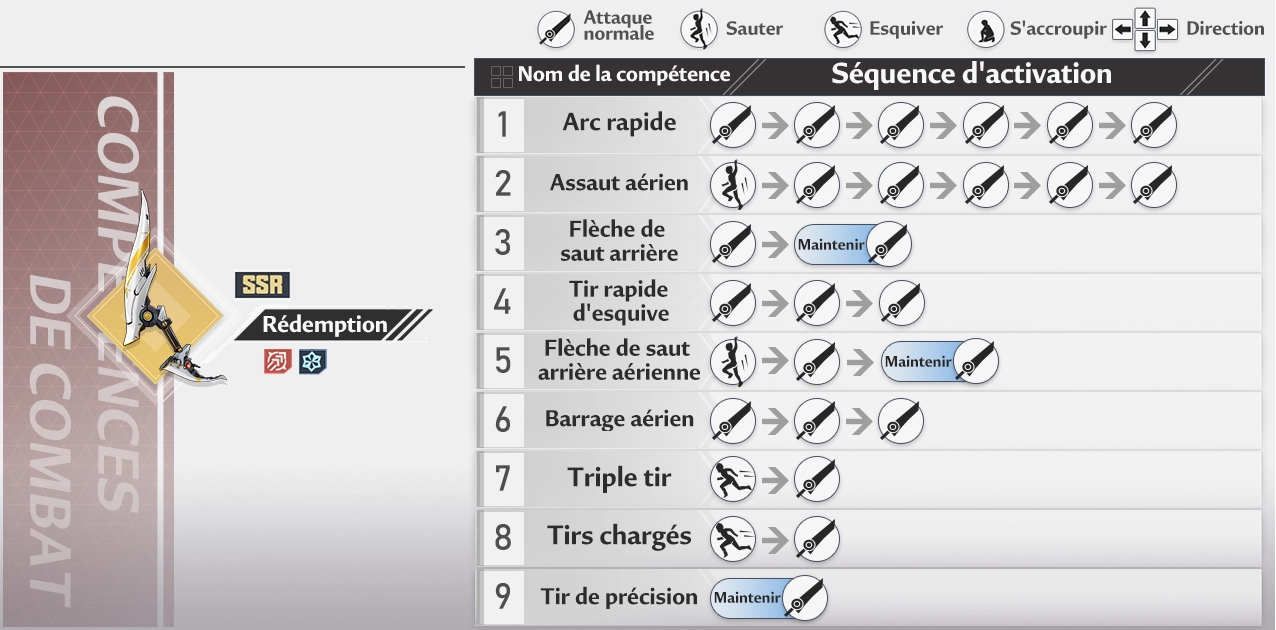 Attaque
normale
Sauter
Esquiver
S'accroupir
Direction
Nom de la compétence
Séquence d'activation
COMPÉTENCES
DE COMBAT
SSR
Rédemption
1
Arc rapide
2
Assaut aérien
3
Flèche de
saut arrière
Maintenir
4
Tir rapide
d'esquive
5
Flèche de saut
arrière aérienne
Maintenir
6
Barrage aérien
7
Triple tir
8
Tirs chargés
9
Tir de précision
Maintenir